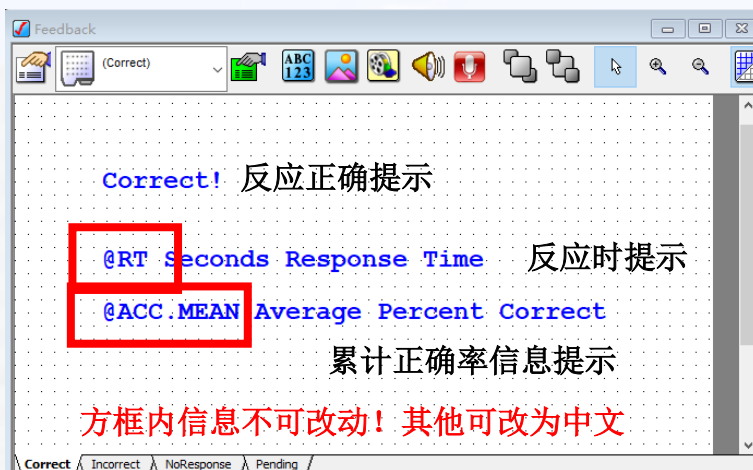 Feedback
(Correct)
ABC
123
Correct! 反应正确提示
@RT Seconds Response Time 反应时提示
@ACC.MEAN Average Percent Correct
累计正确率信息提示
方框内信息不可改动！其他可改为中文
Correct Incorrect NoResponse Pending